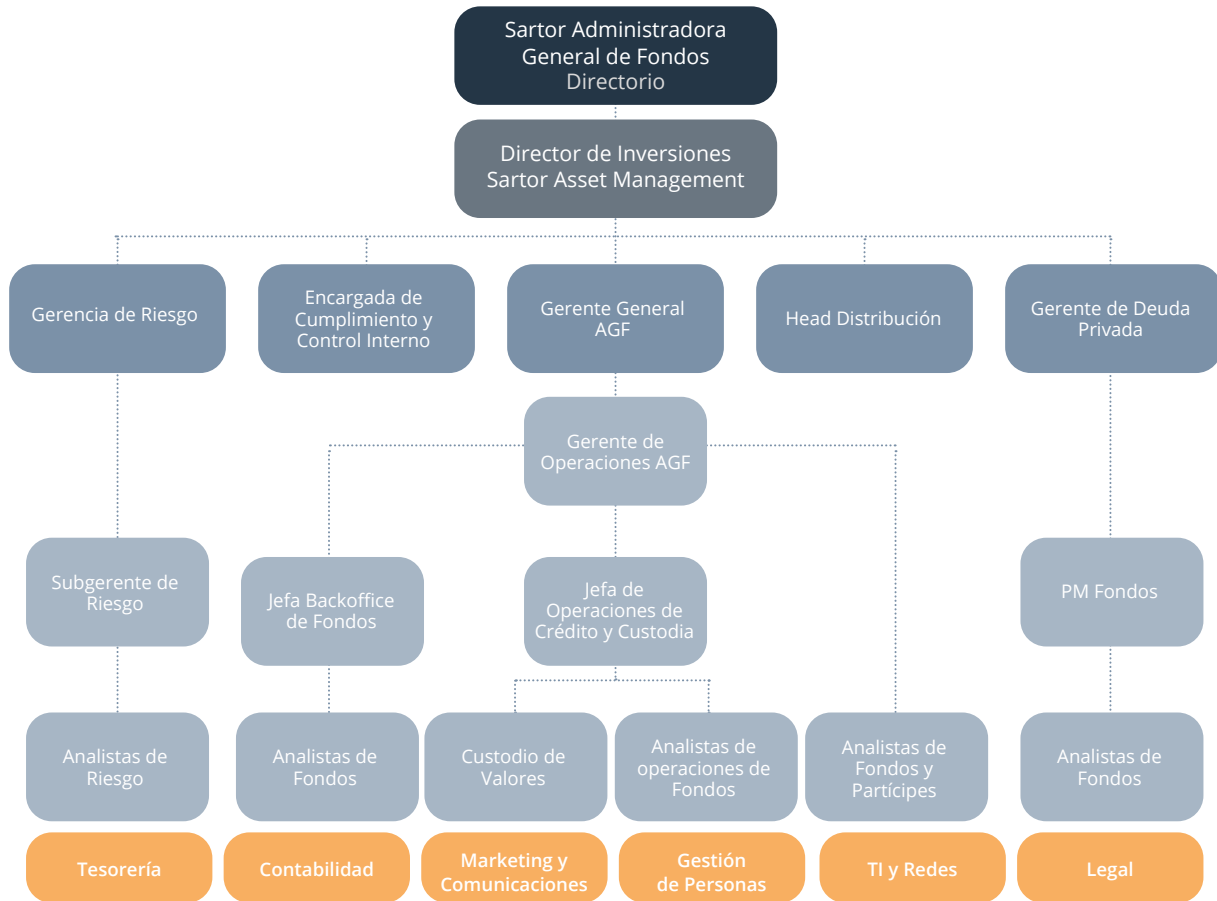 Sartor Administradora
General de Fondos
Directorio
Director de Inversiones
Sartor Asset Management
Gerencia de Riesgo
Encargada de
Cumplimiento y
Control Interno
Gerente General
AGF
Head Distribución
Gerente de Deuda
Privada
Gerente de
Operaciones AGF
Subgerente de
Riesgo
Jefa Backoffice
de Fondos
Jefa de
Operaciones de
Crédito y Custodia
PM Fondos
Analistas de
Riesgo
Analistas de
Fondos
Custodio de
Valores
Analistas de
operaciones de
Fondos
Analistas de
Fondos y
Partícipes
Analistas de
Fondos
Tesorería
Contabilidad
Marketing y
Comunicaciones
Gestión
de Personas
TI y Redes
Legal